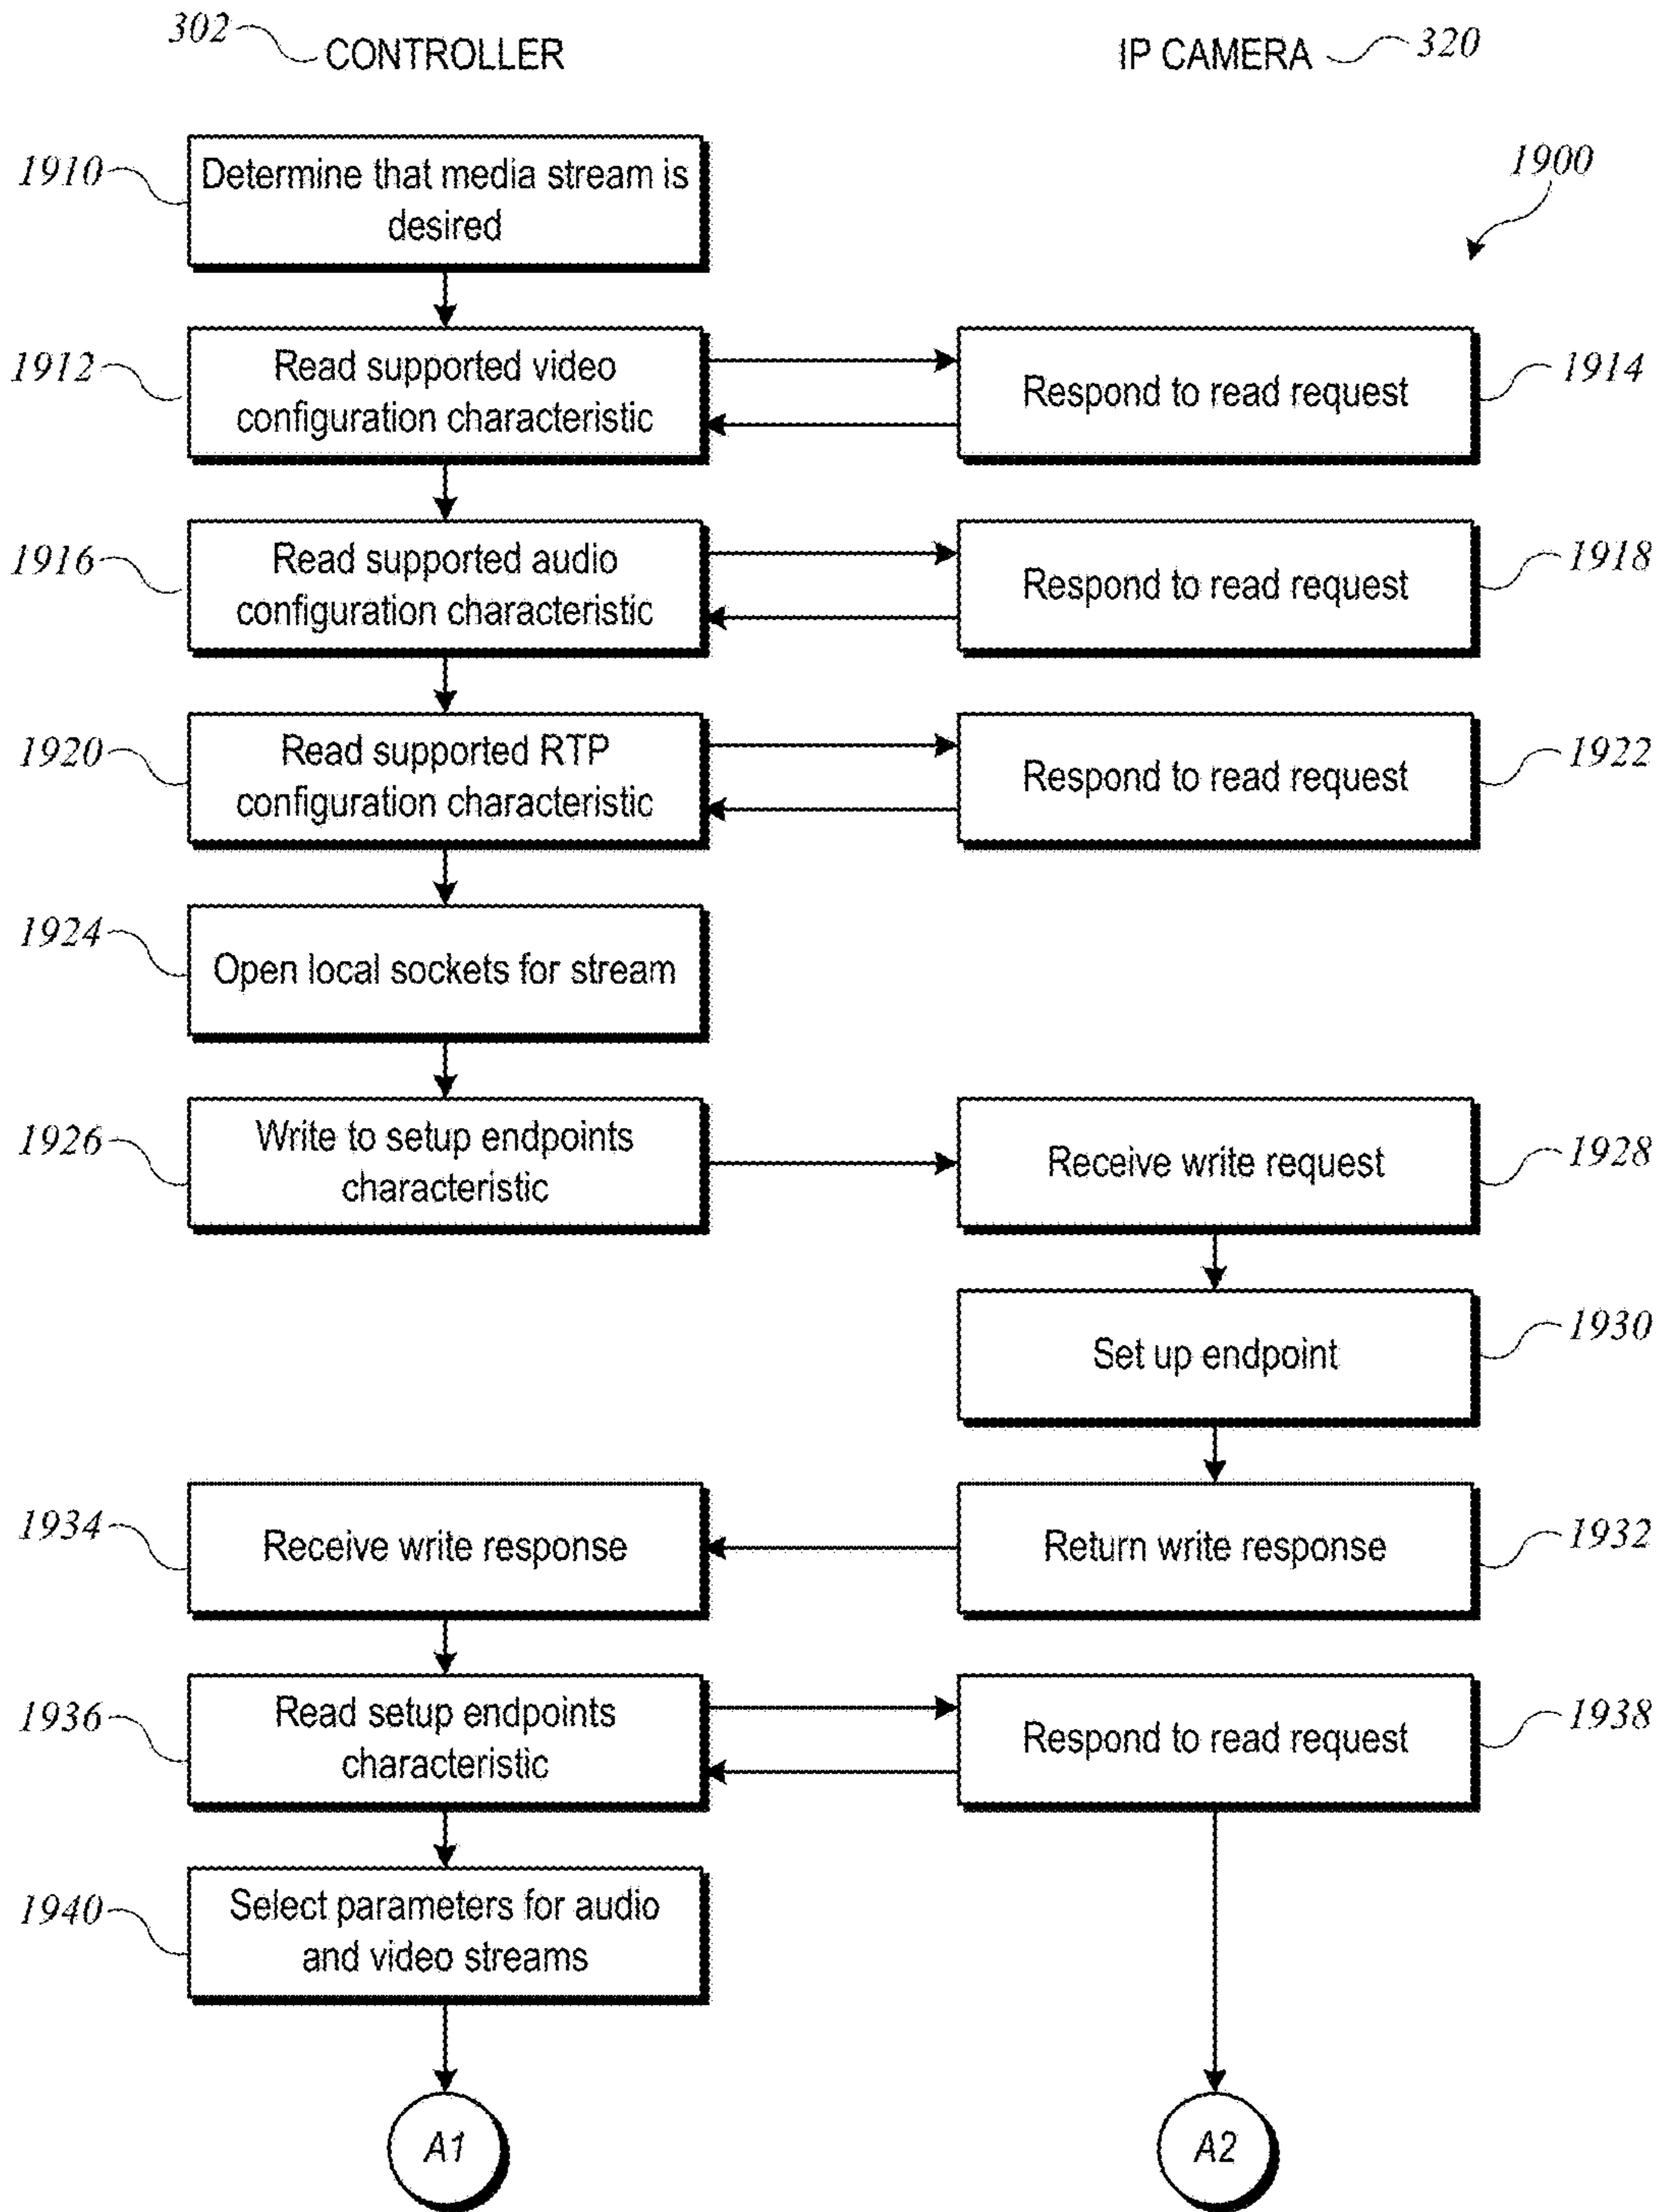 302 CONTROLLER
IP CAMERA 320
1900
1910
Determine that media stream is
desired
1912
Read supported video
configuration characteristic
Respond to read request
1914
1916
Read supported audio
configuration characteristic
Respond to read request
1918
1920
Read supported RTP
configuration characteristic
Respond to read request
1922
1924
Open local sockets for stream
1926
Write to setup endpoints
characteristic
Receive write request
1928
Set up endpoint
1930
1934
Receive write response
Return write response
1932
1936
Read setup endpoints
characteristic
Respond to read request
1938
1940
Select parameters for audio
and video streams
A1
A2